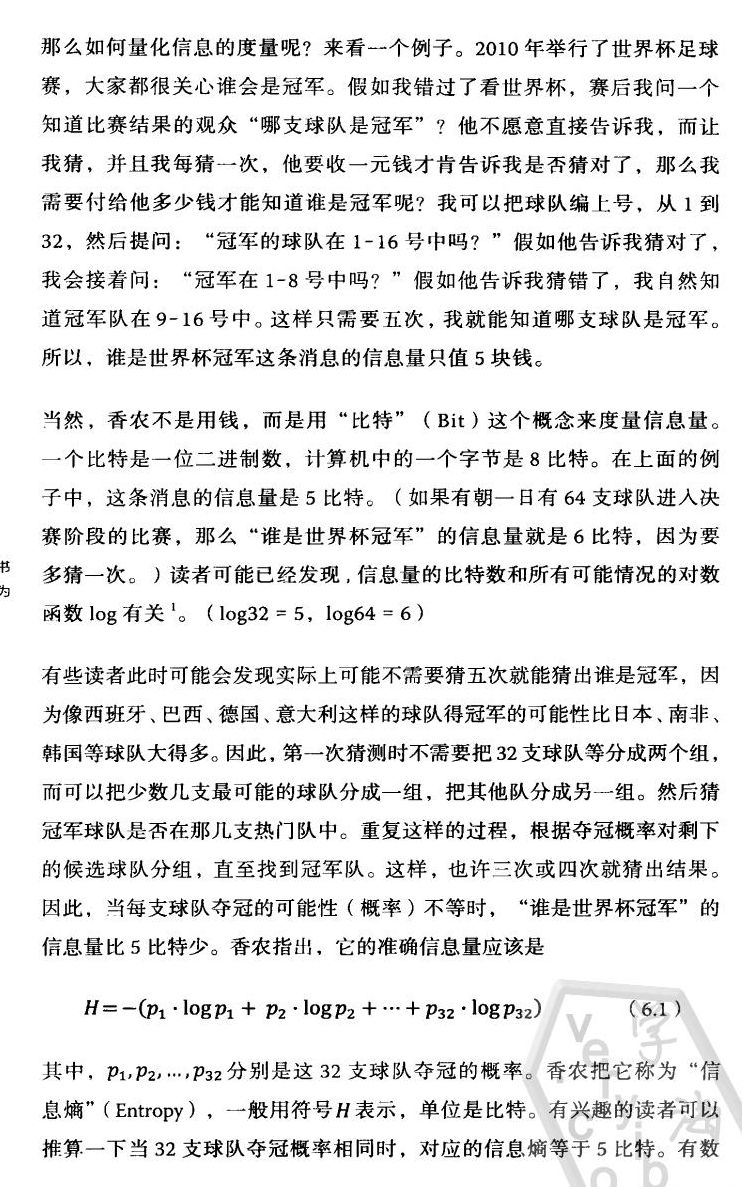 那么如何量化信息的度量呢？来看一个例子。2010 年举行了世界杯足球
赛，大家都很关心谁会是冠军。假如我错过了看世界杯，赛后我问一个
知道比赛结果的观众“哪支球队是冠军”？他不愿意直接告诉我，而让
我猜，并且我每猜一次，他要收一元钱才肯告诉我是否猜对了，那么我
需要付给他多少钱才能知道谁是冠军呢？我可以把球队编上号，从 1 到
32，然后提问：“冠军的球队在 1-16 号中吗？”假如他告诉我猜对了，
我会接着问：“冠军在 1-8 号中吗？”假如他告诉我猜错了，我自然知
道冠军队在 9-16 号中。这样只需要五次，我就能知道哪支球队是冠军。
所以，谁是世界杯冠军这条消息的信息量只值 5 块钱。
当然，香农不是用钱，而是用“比特”（Bit）这个概念来度量信息量。
一个比特是一位二进制数，计算机中的一个字节是 8 比特。在上面的例
子中，这条消息的信息量是 5 比特。（如果有朝一日有 64 支球队进入决
赛阶段的比赛，那么“谁是世界杯冠军”的信息量就是 6 比特，因为要
书
多猜一次。）读者可能已经发现，信息量的比特数和所有可能情况的对数
为
函数 log 有关 ¹。（log32 = 5，log64 = 6）
有些读者此时可能会发现实际上可能不需要猜五次就能猜出谁是冠军，因
为像西班牙、巴西、德国、意大利这样的球队得冠军的可能性比日本、南非、
韩国等球队大得多。因此，第一次猜测时不需要把 32 支球队等分成两个组，
而可以把少数几支最可能的球队分成一组，把其他队分成另一组。然后猜
冠军球队是否在那几支热门队中。重复这样的过程，根据夺冠概率对剩下
的候选球队分组，直至找到冠军队。这样，也许三次或四次就猜出结果。
因此，当每支球队夺冠的可能性（概率）不等时，“谁是世界杯冠军”的
信息量比 5 比特少。香农指出，它的准确信息量应该是
H=−(p₁·log p₁ + p₂·log p₂ + ⋯ + p₃₂·log p₃₂) （6.1）
其中，p₁,p₂,…,p₃₂ 分别是这 32 支球队夺冠的概率。香农把它称为“信
息熵”（Entropy），一般用符号 H 表示，单位是比特。有兴趣的读者可以
推算一下当 32 支球队夺冠概率相同时，对应的信息熵等于 5 比特。有数